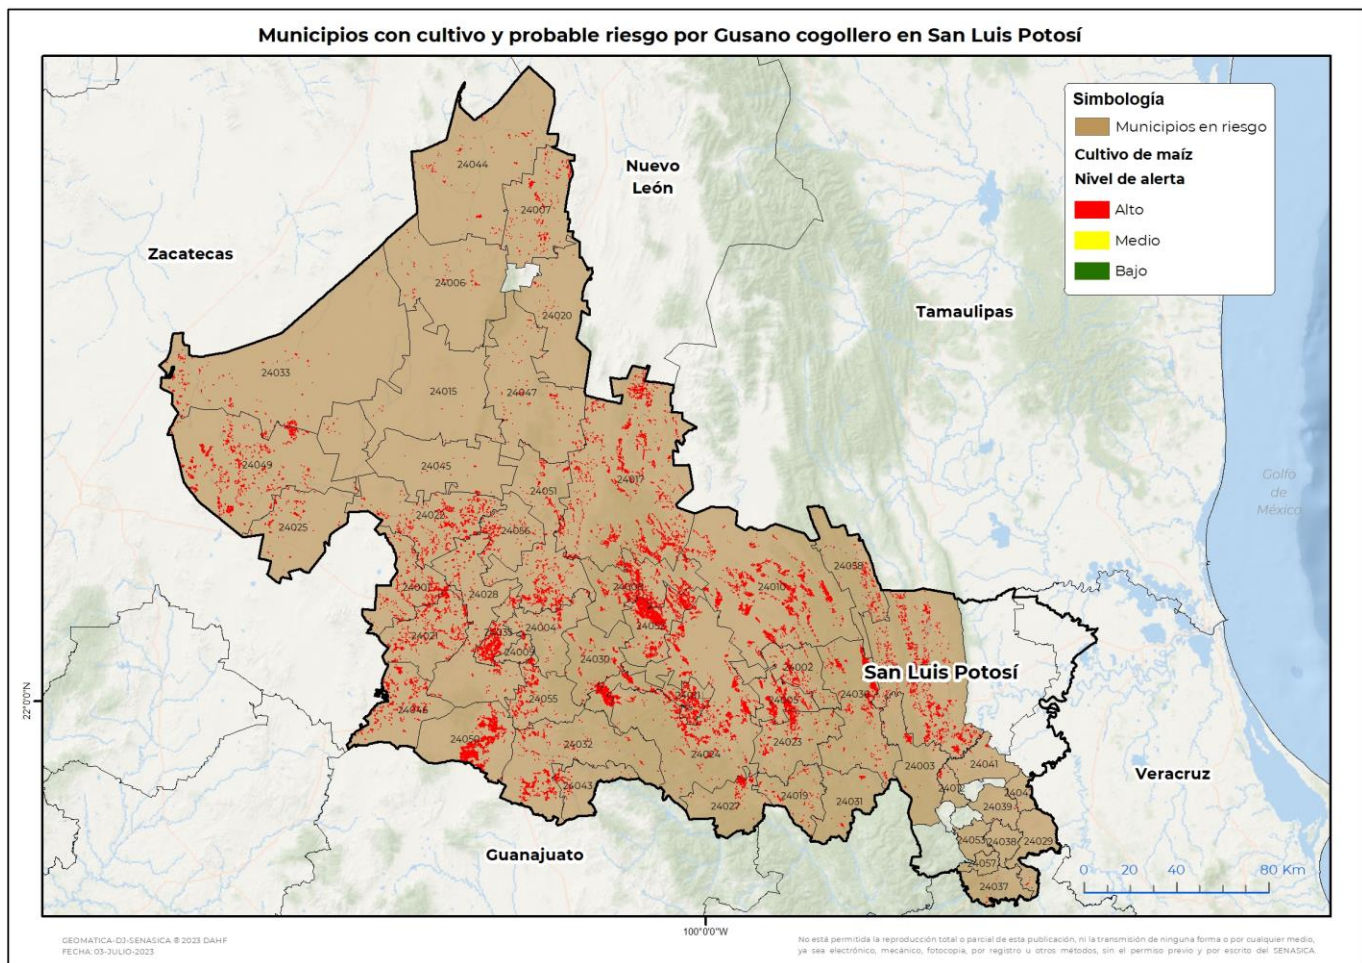 Municipios con cultivo y probable riesgo por Gusano cogollero en San Luis Potosí
Simbología
Municipios en riesgo
Cultivo de maíz
Nivel de alerta
Alto
Medio
Bajo
Nuevo
León
Zacatecas
Tamaulipas
Golfo
de
México
San Luis Potosí
Veracruz
Guanajuato
24044
24007
24006
24020
24033
24015
24047
24049
24045
24017
24051
24025
24022
24056
24010
24028
24004
24021
24009
24030
24002
24036
24055
24046
24050
24032
24024
24023
24003
24041
24012
24043
24027
24019
24031
24039
24053
24038
24029
24057
24037
0 20 40 80 Km
22°0'0"N
100°0'0"W
GEOMATICA-DJ-SENASICA ® 2023 DAHF
FECHA: 03-JULIO-2023
No está permitida la reproducción total o parcial de esta publicación, ni la transmisión de ninguna forma o por cualquier medio,
ya sea electrónico, mecánico, fotocopia, por registro u otros métodos, sin el permiso previo y por escrito del SENASICA.